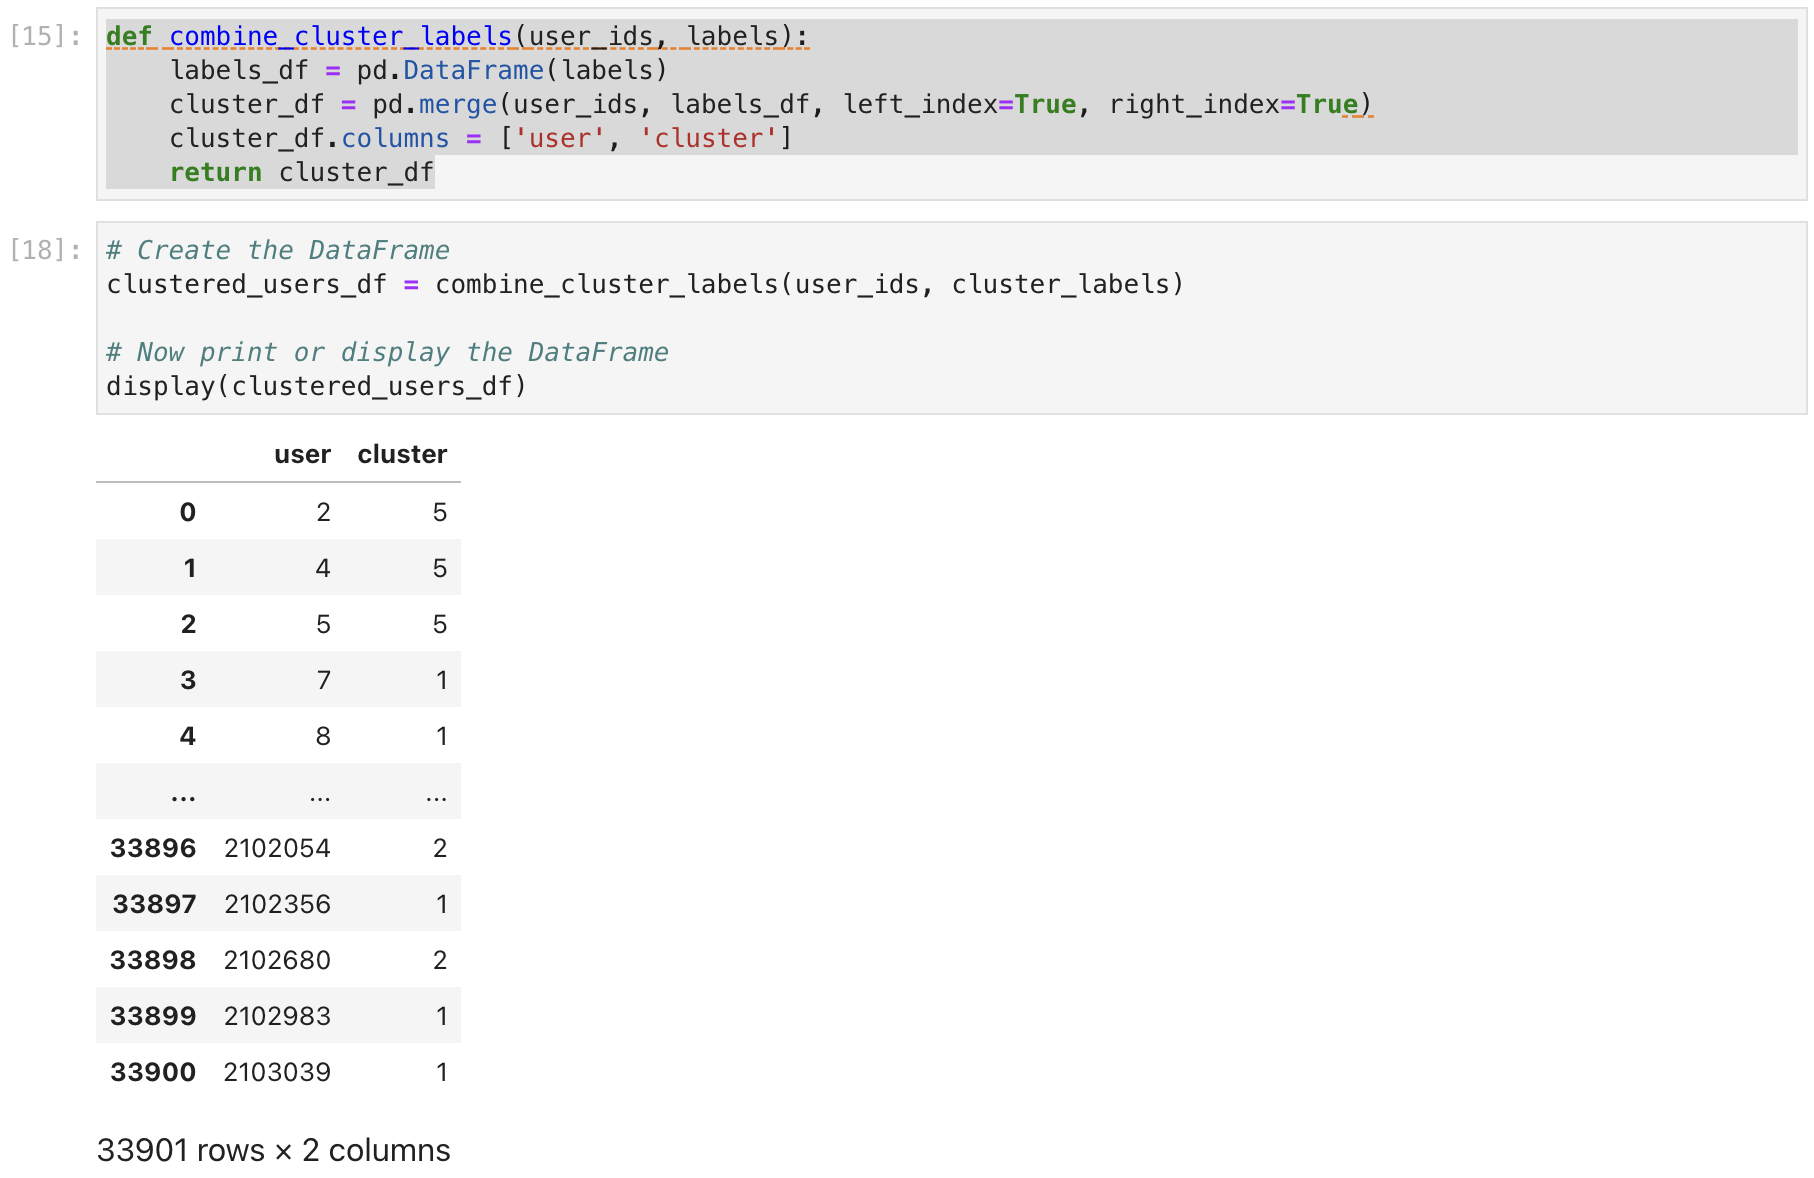 [15]: def combine_cluster_labels(user_ids, labels):
    labels_df = pd.DataFrame(labels)
    cluster_df = pd.merge(user_ids, labels_df, left_index=True, right_index=True)
    cluster_df.columns = ['user', 'cluster']
    return cluster_df
[18]: # Create the DataFrame
clustered_users_df = combine_cluster_labels(user_ids, cluster_labels)
# Now print or display the DataFrame
display(clustered_users_df)
user cluster
0 2 5
1 4 5
2 5 5
3 7 1
4 8 1
... ... ...
33896 2102054 2
33897 2102356 1
33898 2102680 2
33899 2102983 1
33900 2103039 1
33901 rows × 2 columns